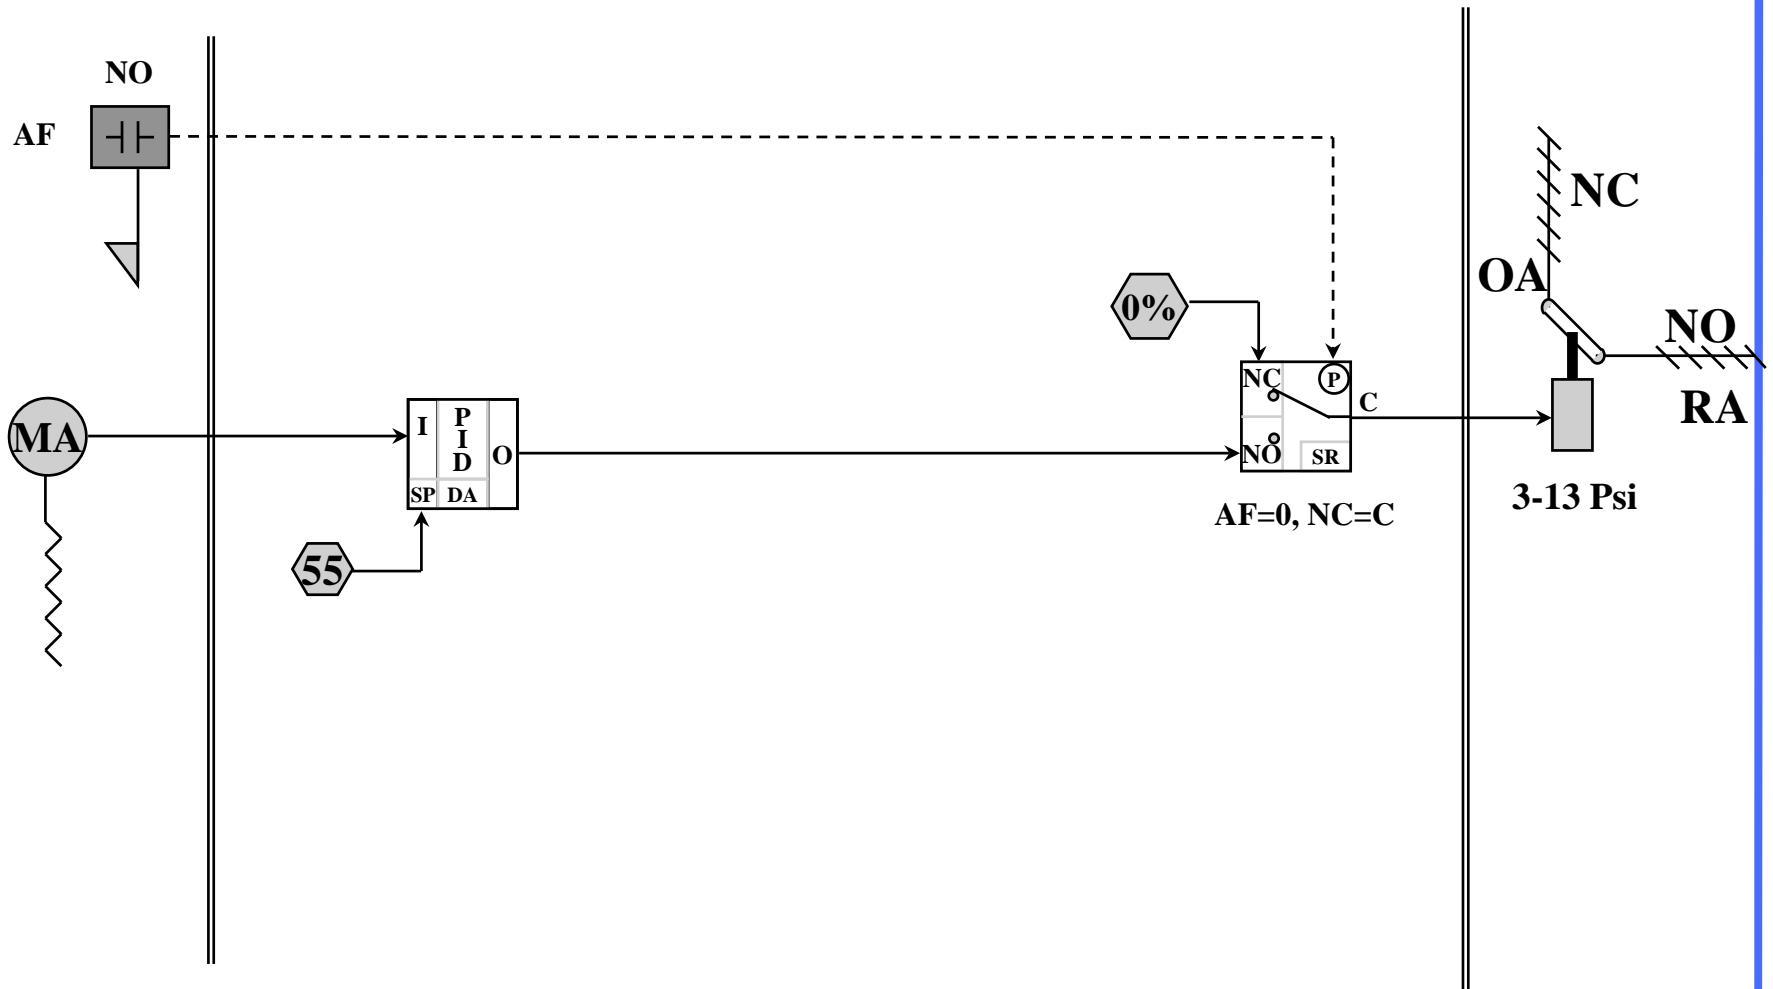 NO
AF
NC
OA
0%
NO
NC
P
C
RA
MA
I
P
I
D
O
NO
SR
SP
DA
3-13 Psi
AF=0, NC=C
55